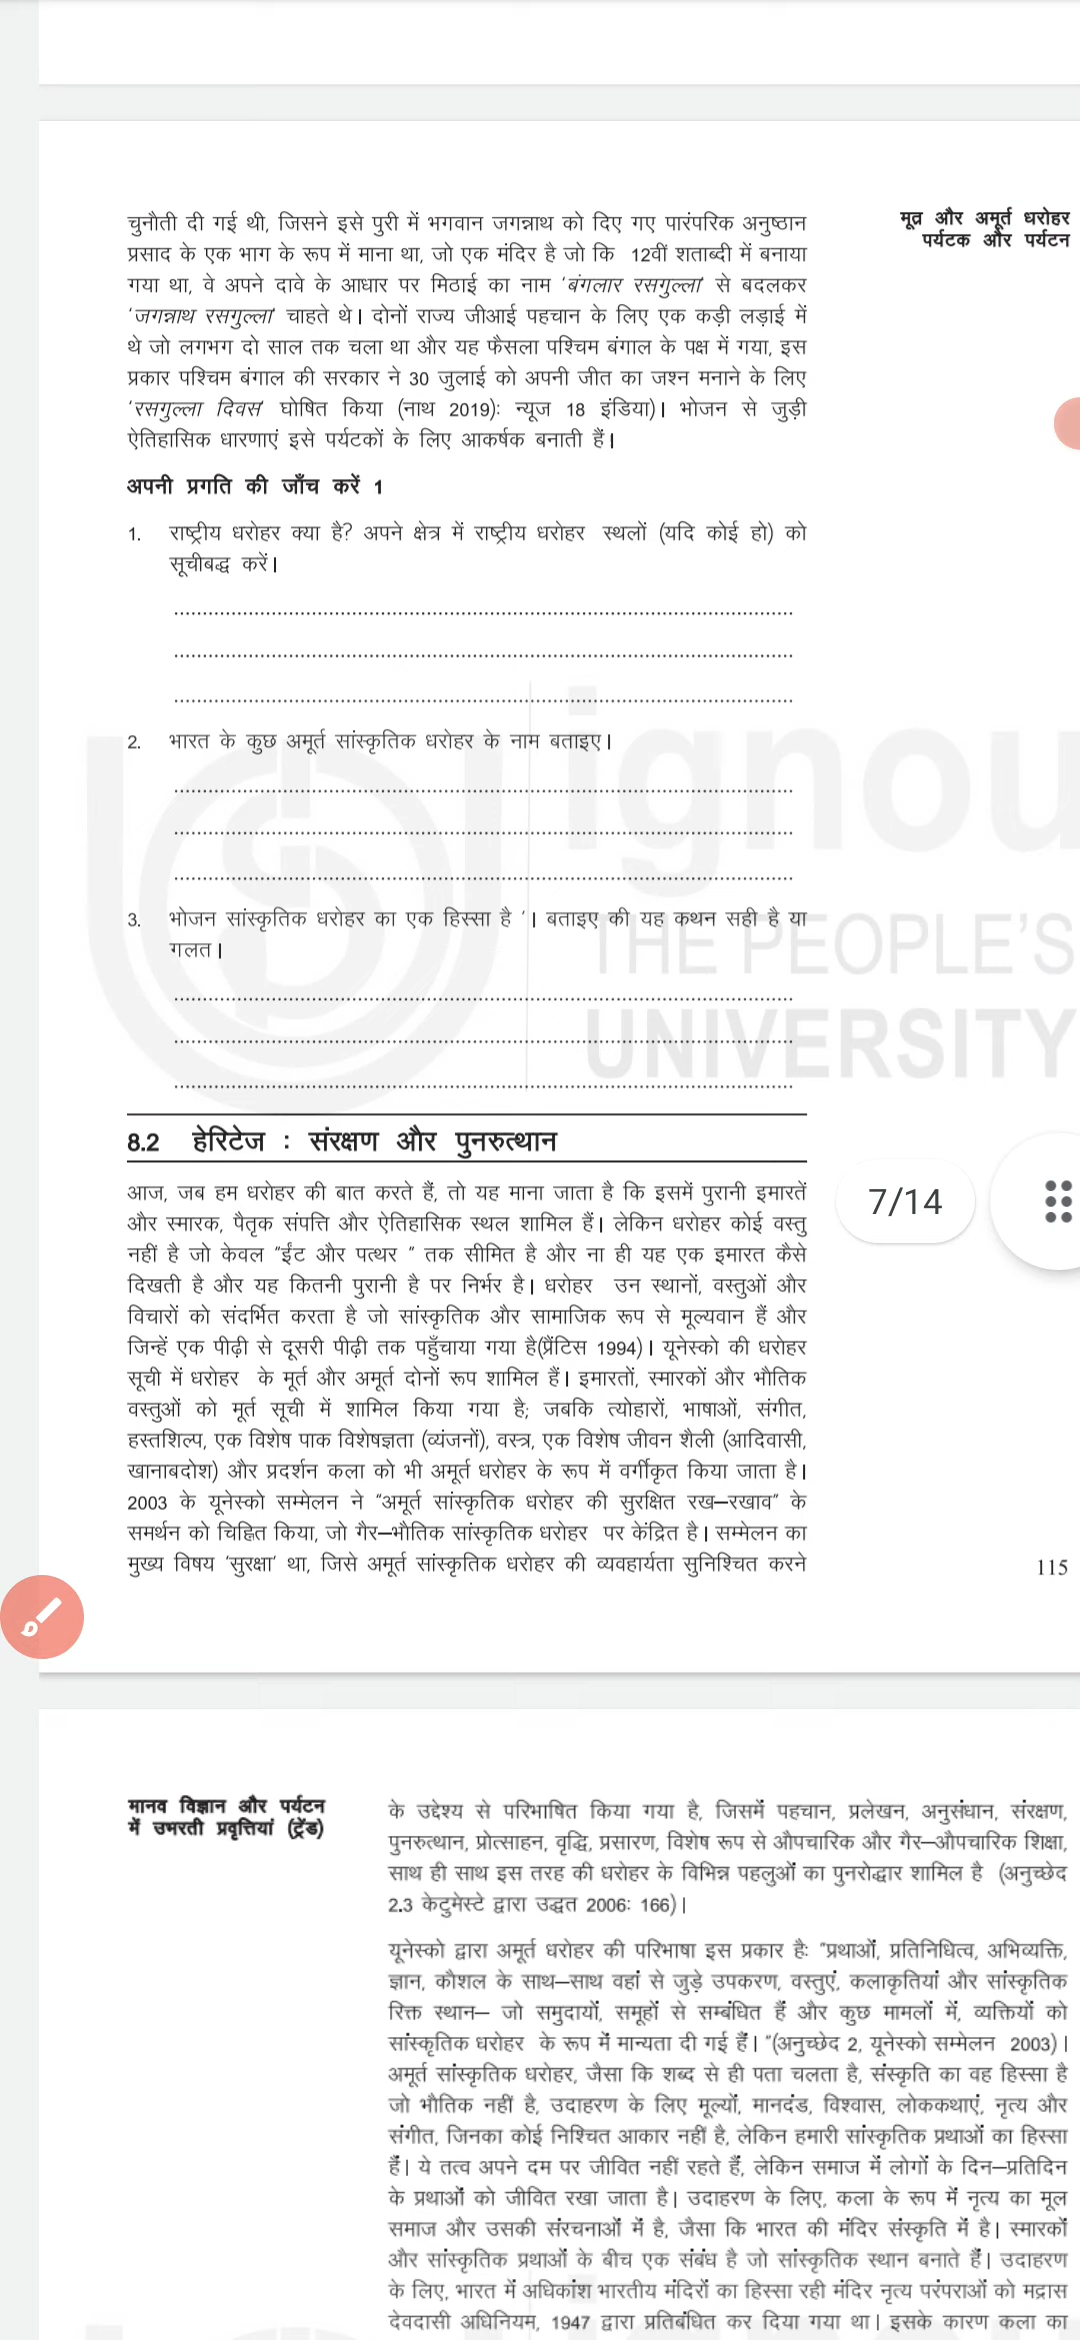 चुनौती दी गई थी, जिसने इसे पुरी में भगवान जगन्नाथ को दिए गए पारंपरिक अनुष्ठान
प्रसाद के एक भाग के रूप में माना था, जो एक मंदिर है जो कि 12वीं शताब्दी में बनाया
गया था, वे अपने दावे के आधार पर मिठाई का नाम 'बंगलार रसगुल्ला' से बदलकर
'जगन्नाथ रसगुल्ला' चाहते थे। दोनों राज्य जीआई पहचान के लिए एक कड़ी लड़ाई में
थे जो लगभग दो साल तक चला था और यह फैसला पश्चिम बंगाल के पक्ष में गया, इस
प्रकार पश्चिम बंगाल की सरकार ने 30 जुलाई को अपनी जीत का जश्न मनाने के लिए
'रसगुल्ला दिवस' घोषित किया (नाथ 2019): न्यूज 18 इंडिया)। भोजन से जुड़ी
ऐतिहासिक धारणाएं इसे पर्यटकों के लिए आकर्षक बनाती हैं।
मूव्र और अमूर्त धरोहर
पर्यटक और पर्यटन
अपनी प्रगति की जाँच करें 1
1. राष्ट्रीय धरोहर क्या है? अपने क्षेत्र में राष्ट्रीय धरोहर स्थलों (यदि कोई हो) को
सूचीबद्ध करें।
2. भारत के कुछ अमूर्त सांस्कृतिक धरोहर के नाम बताइए।
3. भोजन सांस्कृतिक धरोहर का एक हिस्सा है '। बताइए की यह कथन सही है या
गलत।
ignou
THE PEOPLE'S
UNIVERSITY
8.2 हेरिटेज : संरक्षण और पुनरुत्थान
आज, जब हम धरोहर की बात करते हैं, तो यह माना जाता है कि इसमें पुरानी इमारतें
और स्मारक, पैतृक संपत्ति और ऐतिहासिक स्थल शामिल हैं। लेकिन धरोहर कोई वस्तु
नहीं है जो केवल "ईंट और पत्थर " तक सीमित है और ना ही यह एक इमारत कैसे
दिखती है और यह कितनी पुरानी है पर निर्भर है। धरोहर उन स्थानों, वस्तुओं और
विचारों को संदर्भित करता है जो सांस्कृतिक और सामाजिक रूप से मूल्यवान हैं और
जिन्हें एक पीढ़ी से दूसरी पीढ़ी तक पहुँचाया गया है(प्रैंटिस 1994)। यूनेस्को की धरोहर
सूची में धरोहर के मूर्त और अमूर्त दोनों रूप शामिल हैं। इमारतों, स्मारकों और भौतिक
वस्तुओं को मूर्त सूची में शामिल किया गया है; जबकि त्योहारों, भाषाओं, संगीत,
हस्तशिल्प, एक विशेष पाक विशेषज्ञता (व्यंजनों), वस्त्र, एक विशेष जीवन शैली (आदिवासी,
खानाबदोश) और प्रदर्शन कला को भी अमूर्त धरोहर के रूप में वर्गीकृत किया जाता है।
2003 के यूनेस्को सम्मेलन ने "अमूर्त सांस्कृतिक धरोहर की सुरक्षित रख–रखाव" के
समर्थन को चिह्नित किया, जो गैर–भौतिक सांस्कृतिक धरोहर पर केंद्रित है। सम्मेलन का
मुख्य विषय 'सुरक्षा' था, जिसे अमूर्त सांस्कृतिक धरोहर की व्यवहार्यता सुनिश्चित करने
7/14
115
मानव विज्ञान और पर्यटन
में उभरती प्रवृत्तियां (ट्रेंड)
के उद्देश्य से परिभाषित किया गया है, जिसमें पहचान, प्रलेखन, अनुसंधान, संरक्षण,
पुनरुत्थान, प्रोत्साहन, वृद्धि, प्रसारण, विशेष रूप से औपचारिक और गैर–औपचारिक शिक्षा,
साथ ही साथ इस तरह की धरोहर के विभिन्न पहलुओं का पुनरोद्धार शामिल है (अनुच्छेद
2.3 केटुमेस्टे द्वारा उद्धत 2006: 166)।
यूनेस्को द्वारा अमूर्त धरोहर की परिभाषा इस प्रकार है: "प्रथाओं, प्रतिनिधित्व, अभिव्यक्ति,
ज्ञान, कौशल के साथ–साथ वहां से जुड़े उपकरण, वस्तुएं, कलाकृतियां और सांस्कृतिक
रिक्त स्थान– जो समुदायों, समूहों से सम्बंधित हैं और कुछ मामलों में, व्यक्तियों को
सांस्कृतिक धरोहर के रूप में मान्यता दी गई हैं। "(अनुच्छेद 2, यूनेस्को सम्मेलन 2003)।
अमूर्त सांस्कृतिक धरोहर, जैसा कि शब्द से ही पता चलता है, संस्कृति का वह हिस्सा है
जो भौतिक नहीं है, उदाहरण के लिए मूल्यों, मानदंड, विश्वास, लोककथाएं, नृत्य और
संगीत, जिनका कोई निश्चित आकार नहीं है, लेकिन हमारी सांस्कृतिक प्रथाओं का हिस्सा
हैं। ये तत्व अपने दम पर जीवित नहीं रहते हैं, लेकिन समाज में लोगों के दिन–प्रतिदिन
के प्रथाओं को जीवित रखा जाता है। उदाहरण के लिए, कला के रूप में नृत्य का मूल
समाज और उसकी संरचनाओं में है, जैसा कि भारत की मंदिर संस्कृति में है। स्मारकों
और सांस्कृतिक प्रथाओं के बीच एक संबंध है जो सांस्कृतिक स्थान बनाते हैं। उदाहरण
के लिए, भारत में अधिकांश भारतीय मंदिरों का हिस्सा रही मंदिर नृत्य परंपराओं को मद्रास
देवदासी अधिनियम, 1947 द्वारा प्रतिबंधित कर दिया गया था। इसके कारण कला का